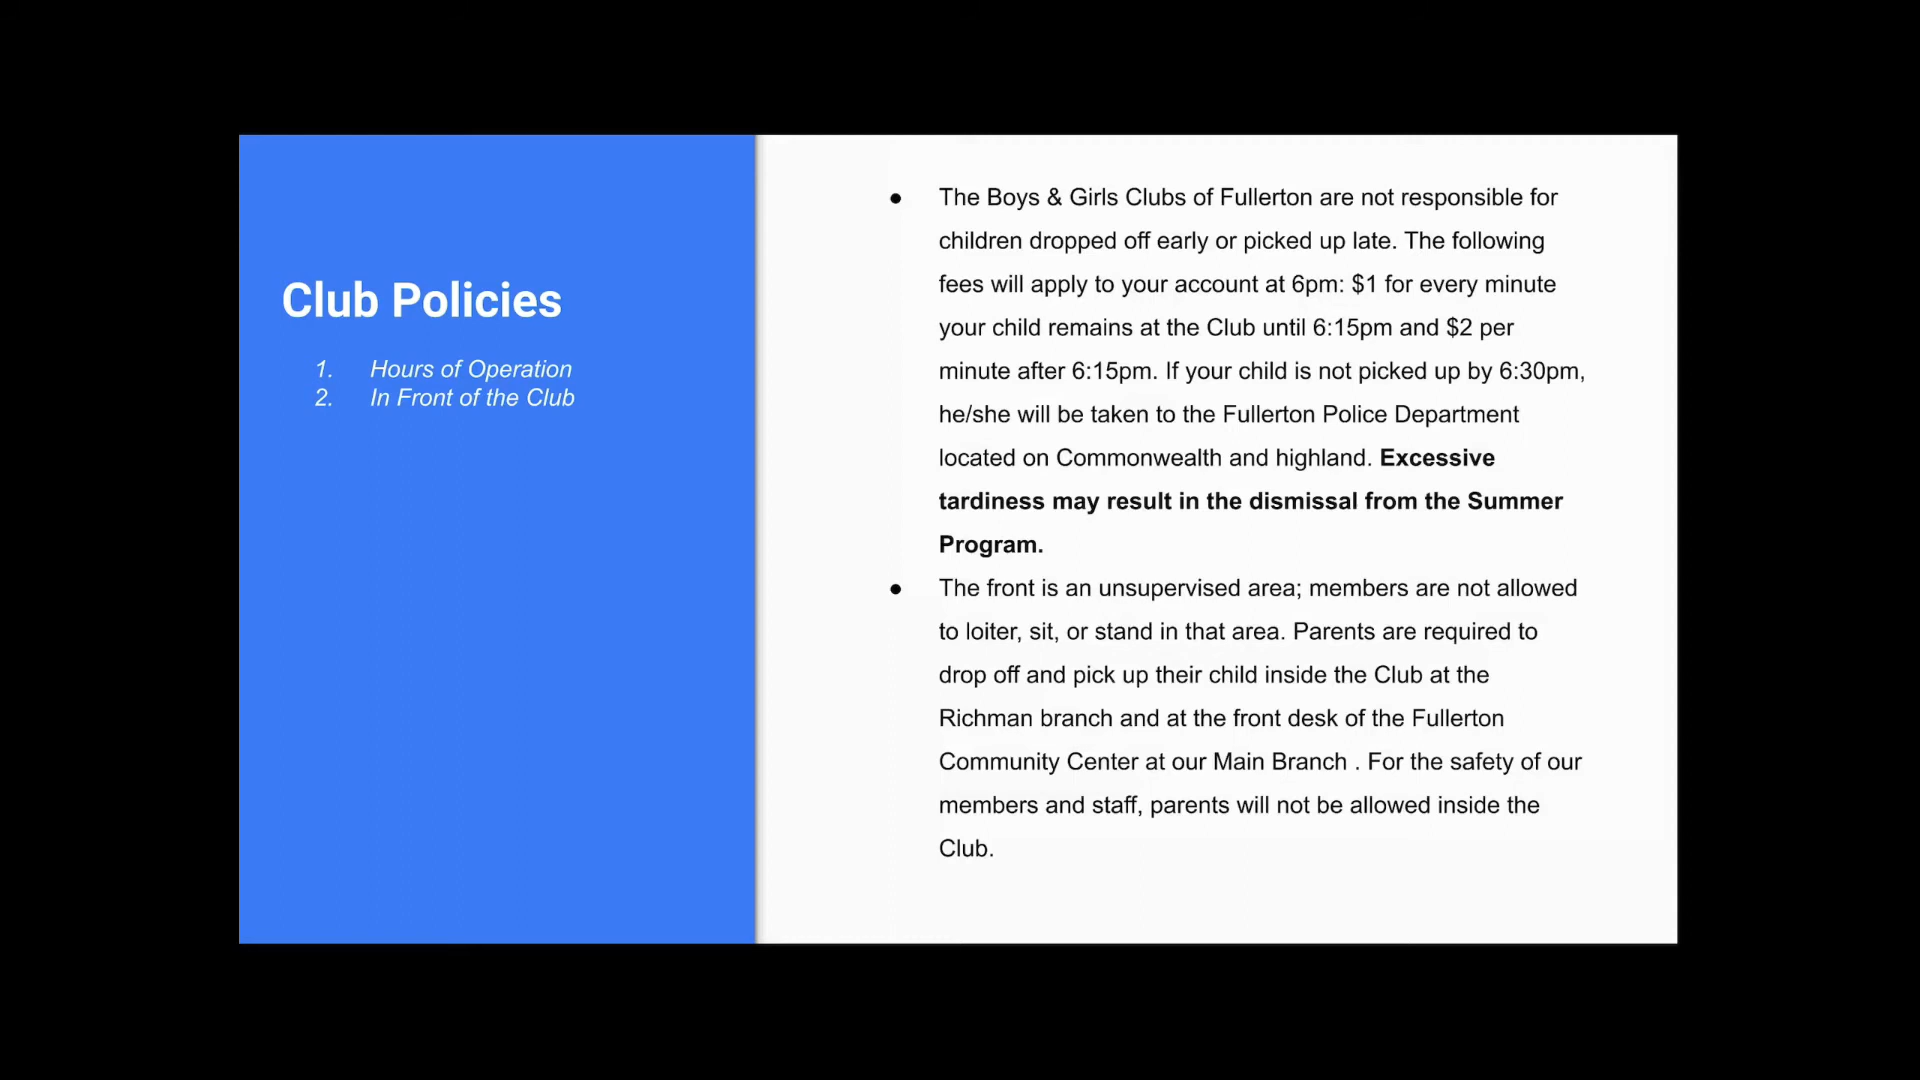 Club Policies
1. Hours of Operation
2. In Front of the Club
● The Boys & Girls Clubs of Fullerton are not responsible for
children dropped off early or picked up late. The following
fees will apply to your account at 6pm: $1 for every minute
your child remains at the Club until 6:15pm and $2 per
minute after 6:15pm. If your child is not picked up by 6:30pm,
he/she will be taken to the Fullerton Police Department
located on Commonwealth and highland. Excessive
tardiness may result in the dismissal from the Summer
Program.
● The front is an unsupervised area; members are not allowed
to loiter, sit, or stand in that area. Parents are required to
drop off and pick up their child inside the Club at the
Richman branch and at the front desk of the Fullerton
Community Center at our Main Branch . For the safety of our
members and staff, parents will not be allowed inside the
Club.